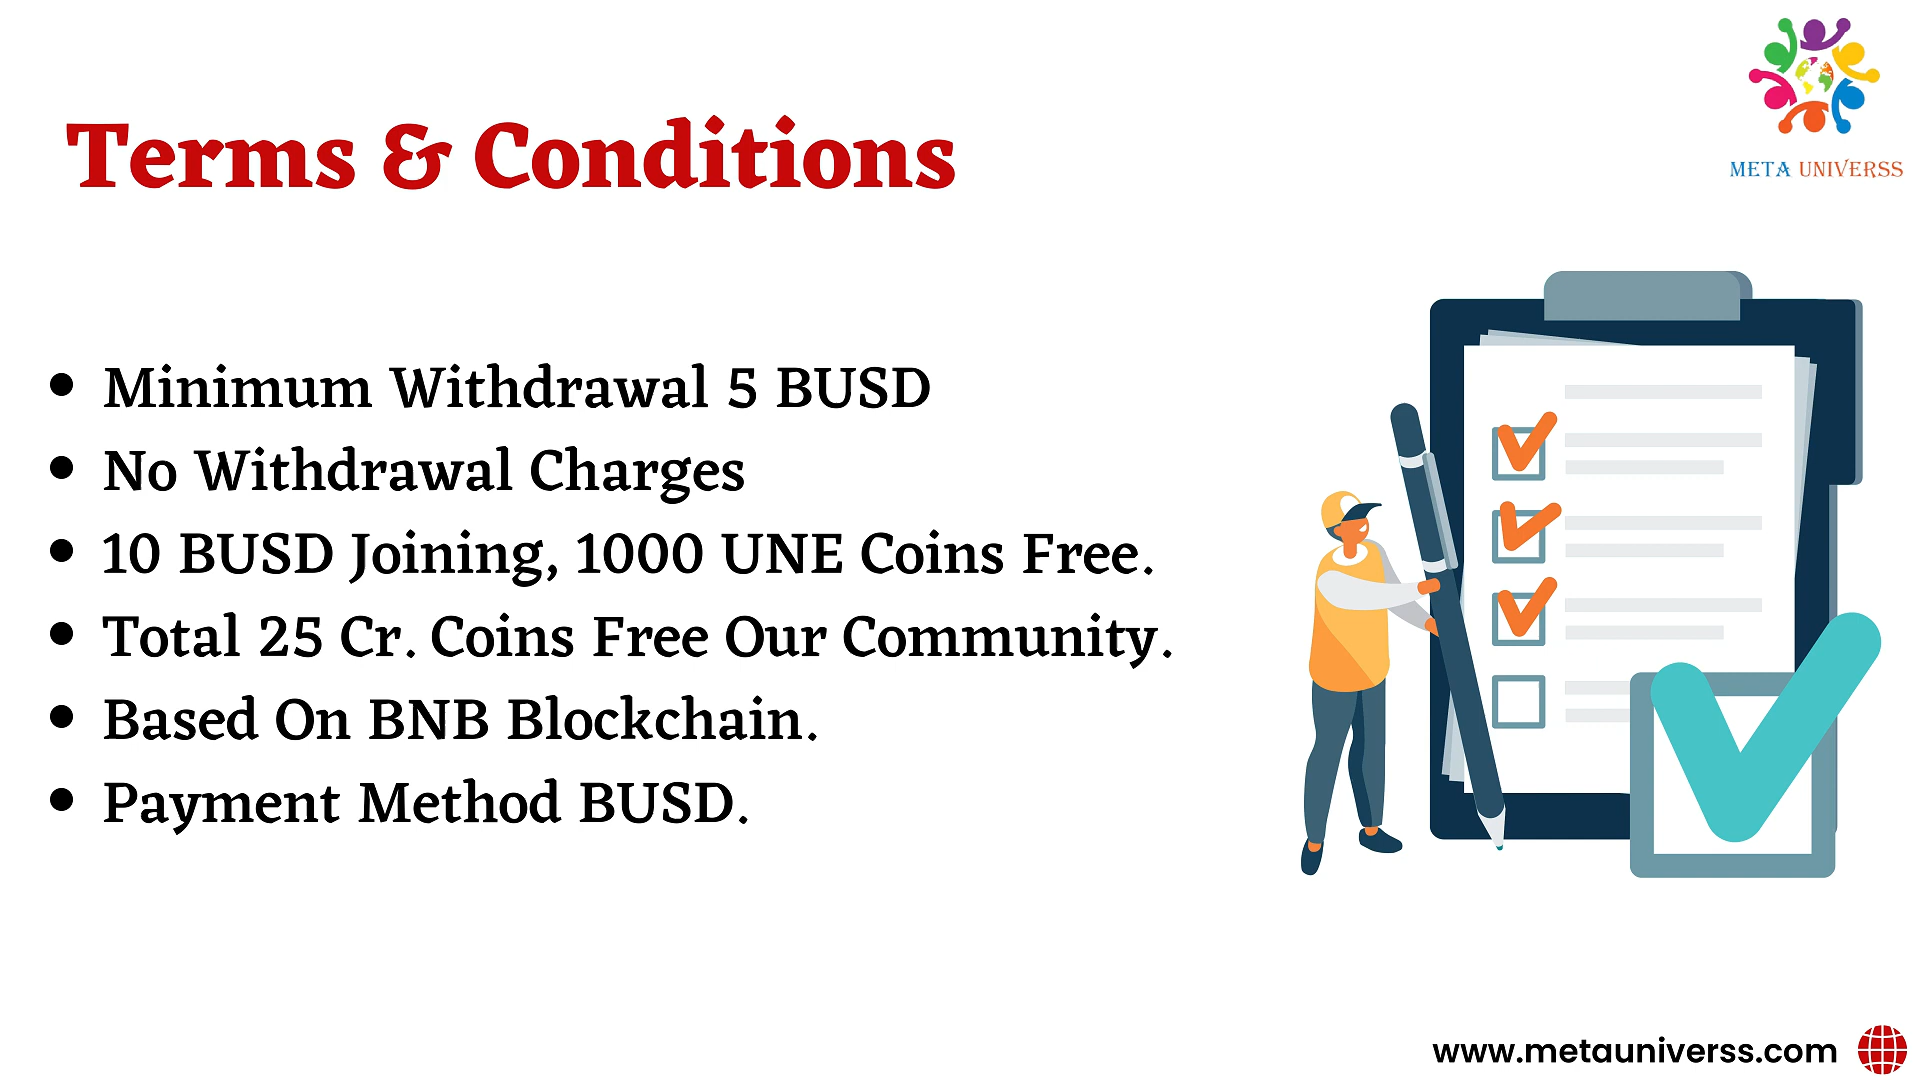 META UNIVERSS
Terms & Conditions
• Minimum Withdrawal 5 BUSD
• No Withdrawal Charges
• 10 BUSD Joining, 1000 UNE Coins Free.
• Total 25 Cr. Coins Free Our Community.
• Based On BNB Blockchain.
• Payment Method BUSD.
www.metauniverss.com